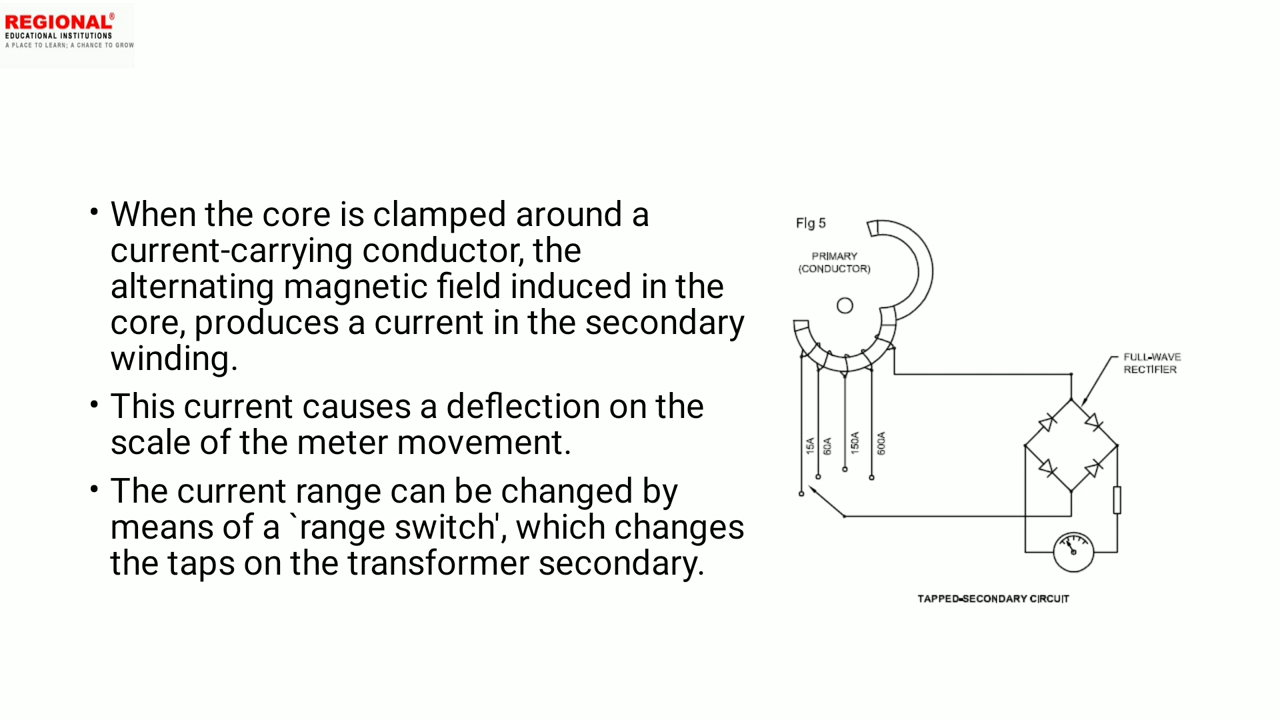 REGIONAL®
EDUCATIONAL INSTITUTIONS
A PLACE TO LEARN; A CHANCE TO GROW
• When the core is clamped around a
current-carrying conductor, the
alternating magnetic field induced in the
core, produces a current in the secondary
winding.
• This current causes a deflection on the
scale of the meter movement.
• The current range can be changed by
means of a `range switch', which changes
the taps on the transformer secondary.
Fig 5
PRIMARY
(CONDUCTOR)
FULL-WAVE
RECTIFIER
15A
60A
150A
600A
TAPPED-SECONDARY CIRCUIT